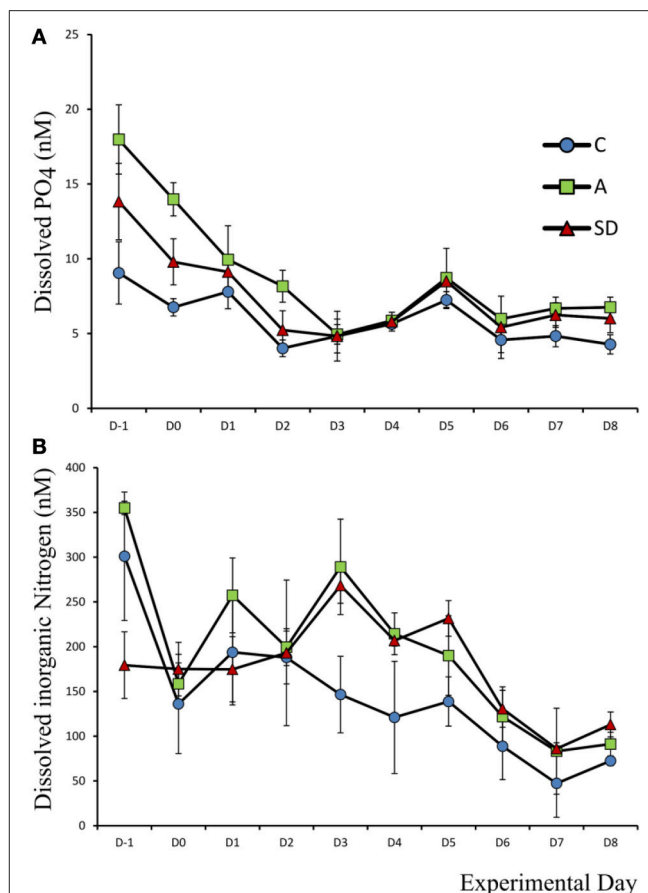 A
25
20
15
10
5
0
Dissolved PO4 (nM)
C
A
SD
D-1 D0 D1 D2 D3 D4 D5 D6 D7 D8
B
400
350
300
250
200
150
100
50
0
Dissolved inorganic Nitrogen (nM)
D-1 D0 D1 D2 D3 D4 D5 D6 D7 D8
Experimental Day